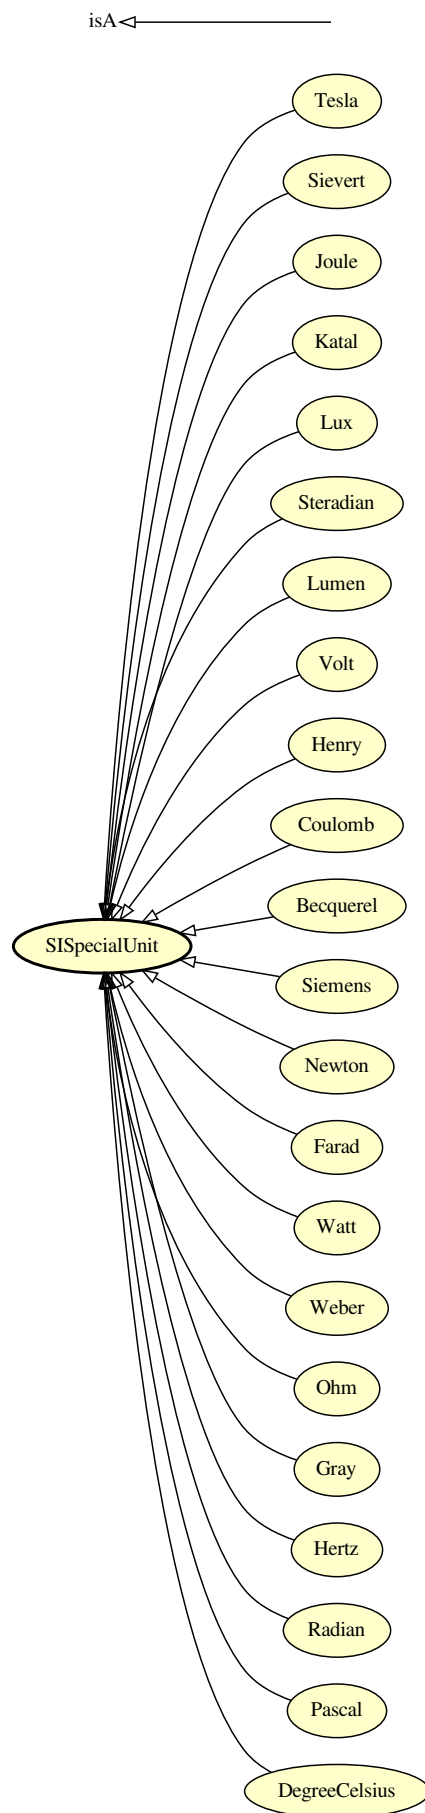 isA
Tesla
Sievert
Joule
Katal
Lux
Steradian
Lumen
Volt
Henry
Coulomb
Becquerel
SISpecialUnit
Siemens
Newton
Farad
Watt
Weber
Ohm
Gray
Hertz
Radian
Pascal
DegreeCelsius